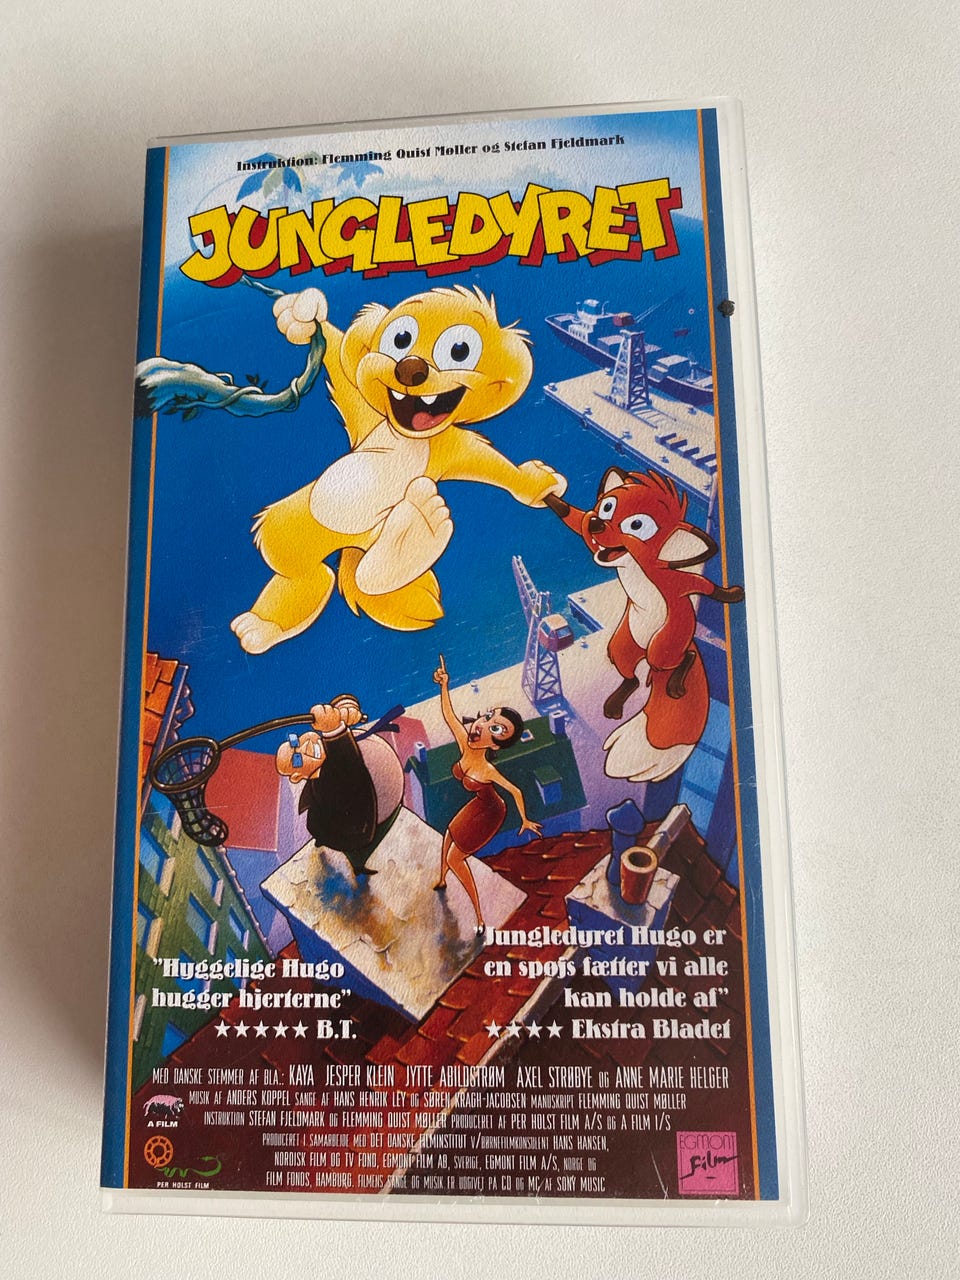 Instruktion: Flemming Quist Møller og Stefan Fjeldmark
JUNGLEDYRET
"Hyggelige Hugo
hugger hjerterne"
★★★★★ B.T.
"Jungledyret Hugo er
en spøjs fætter vi alle
kan holde af"
★★★★ Ekstra Bladet
MED DANSKE STEMMER AF BL.A.: KAYA JESPER KLEIN JYTTE ABILDSTRØM AXEL STRØBYE OG ANNE MARIE HELGER
MUSIK AF ANDERS KOPPEL SANGE AF HANS HENRIK LEY OG SØREN KRAGH-JACOBSEN MANUSKRIPT FLEMMING QUIST MØLLER
INSTRUKTION STEFAN FJELDMARK OG FLEMMING QUIST MØLLER PRODUCERET AF PER HOLST FILM A/S OG A FILM I/S
PRODUCERET I SAMARBEJDE MED DET DANSKE FILMINSTITUT V/BØRNEFILMKONSULENT HANS HANSEN,
NORDISK FILM OG TV FOND, EGMONT FILM AB, SVERIGE, EGMONT FILM A/S, NORGE OG
FILM FONDS, HAMBURG. FILMENS SANGE OG MUSIK ER UDGIVET PÅ CD OG MC AF SONY MUSIC
A FILM
PER HOLST FILM
EGMONT
Film